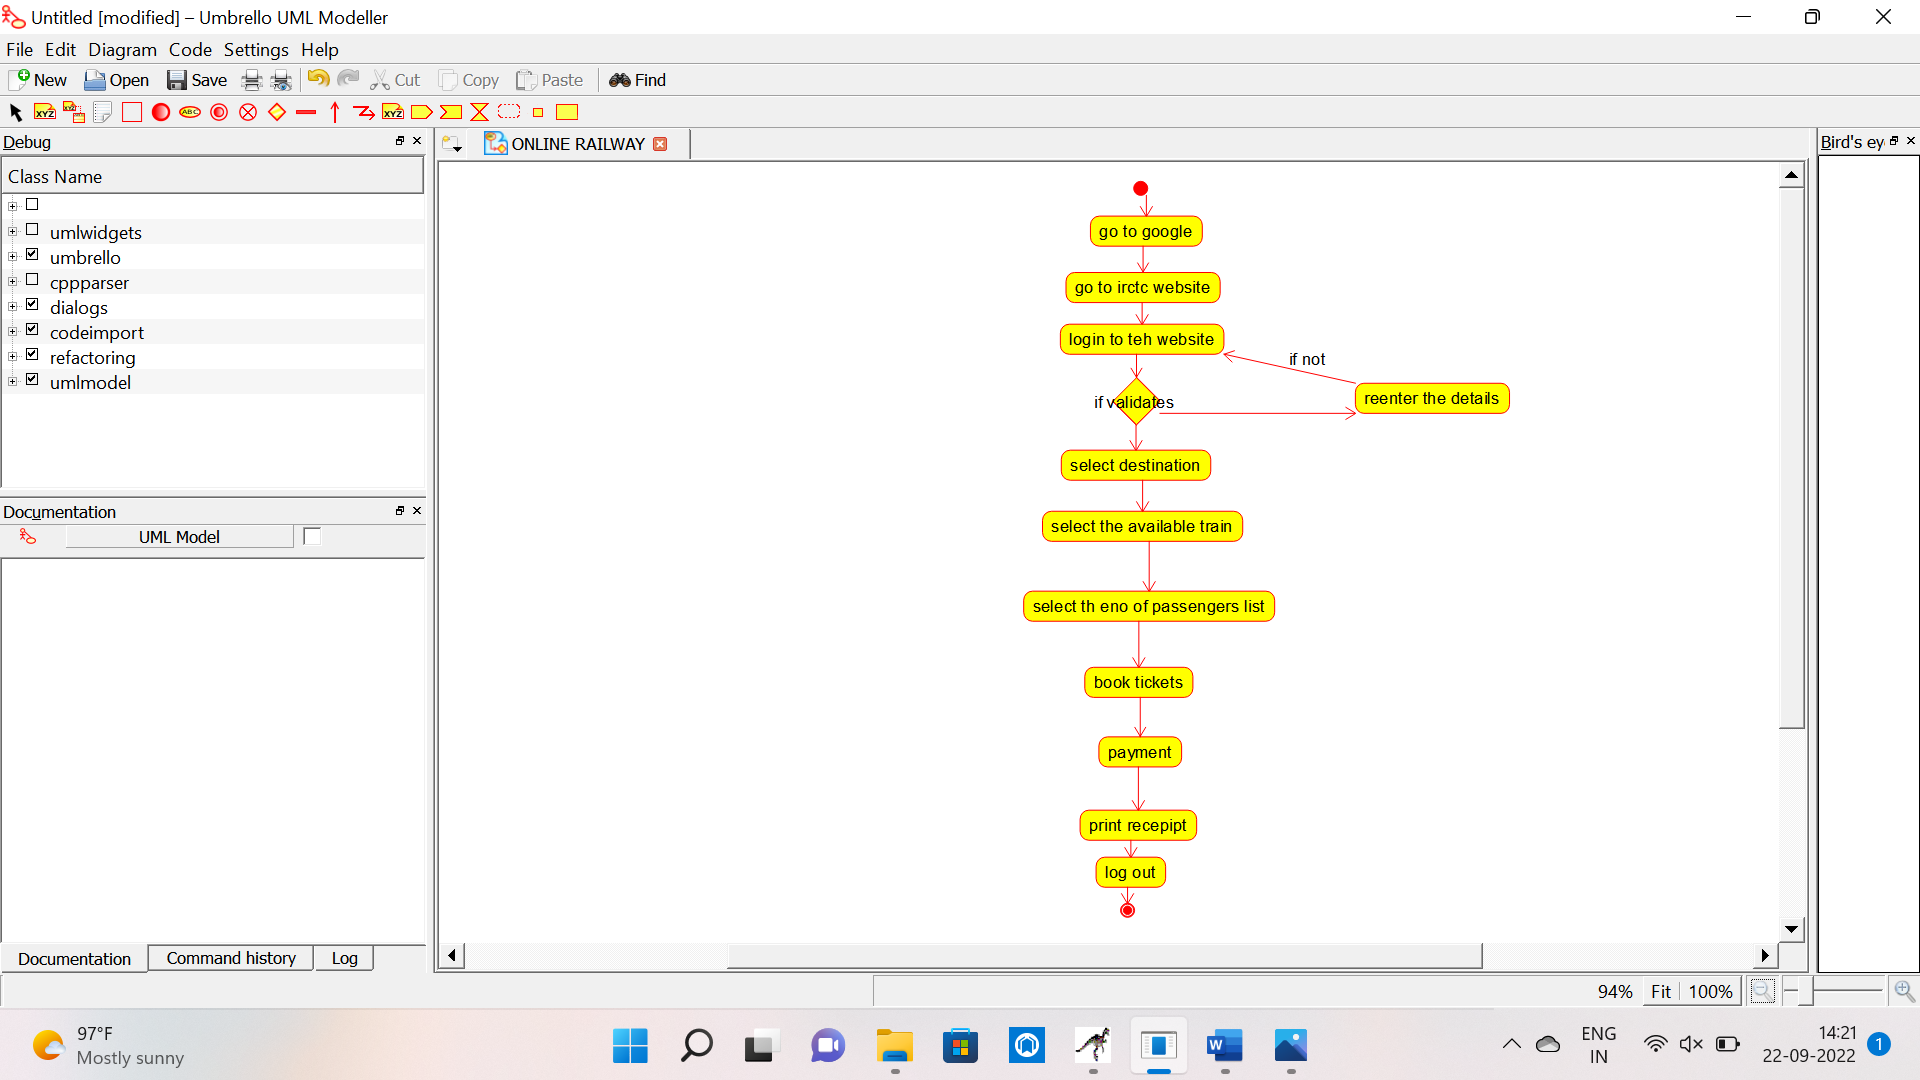 Untitled [modified] – Umbrello UML Modeller
File Edit Diagram Code Settings Help
New Open Save Cut Copy Paste Find
XYZ XYZ ABC XYZ
Debug
Class Name
umlwidgets
umbrello
cppparser
dialogs
codeimport
refactoring
umlmodel
Documentation
UML Model
Documentation Command history Log
ONLINE RAILWAY
go to google
go to irctc website
login to teh website
if not
if validates
reenter the details
select destination
select the available train
select th eno of passengers list
book tickets
payment
print recepipt
log out
Bird's ey
94% Fit 100%
97°F
Mostly sunny
W
ENG
IN
14:21
22-09-2022
1